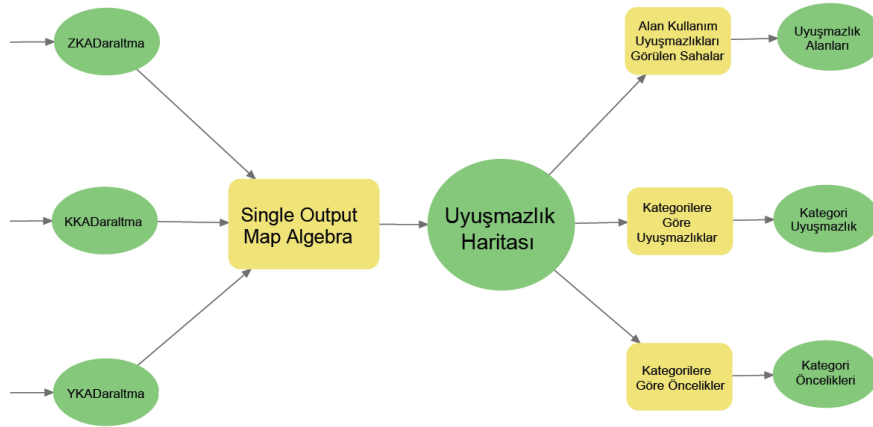 ZKADaraltma
KKADaraltma
YKADaraltma
Single Output
Map Algebra
Uyuşmazlık
Haritası
Alan Kullanım
Uyuşmazlıkları
Görülen Sahalar
Uyuşmazlık
Alanları
Kategorilere
Göre
Uyuşmazlıklar
Kategori
Uyuşmazlık
Kategorilere
Göre Öncelikler
Kategori
Öncelikleri